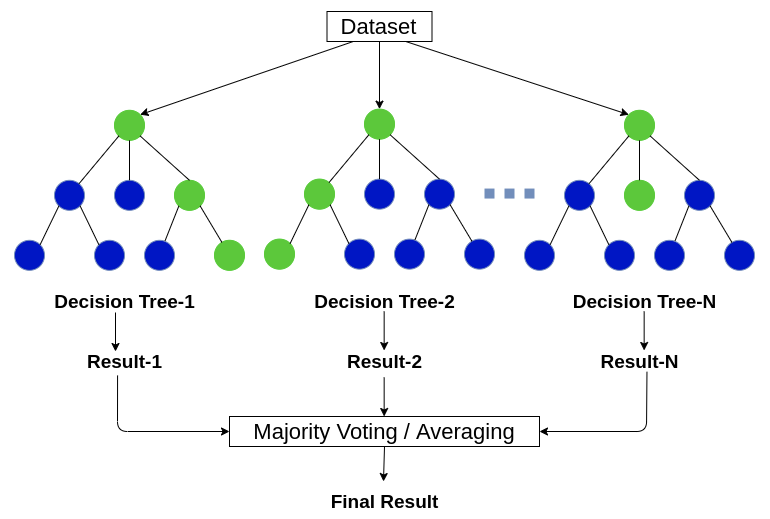 Dataset
Decision Tree-1
Decision Tree-2
Decision Tree-N
Result-1
Result-2
Result-N
Majority Voting / Averaging
Final Result